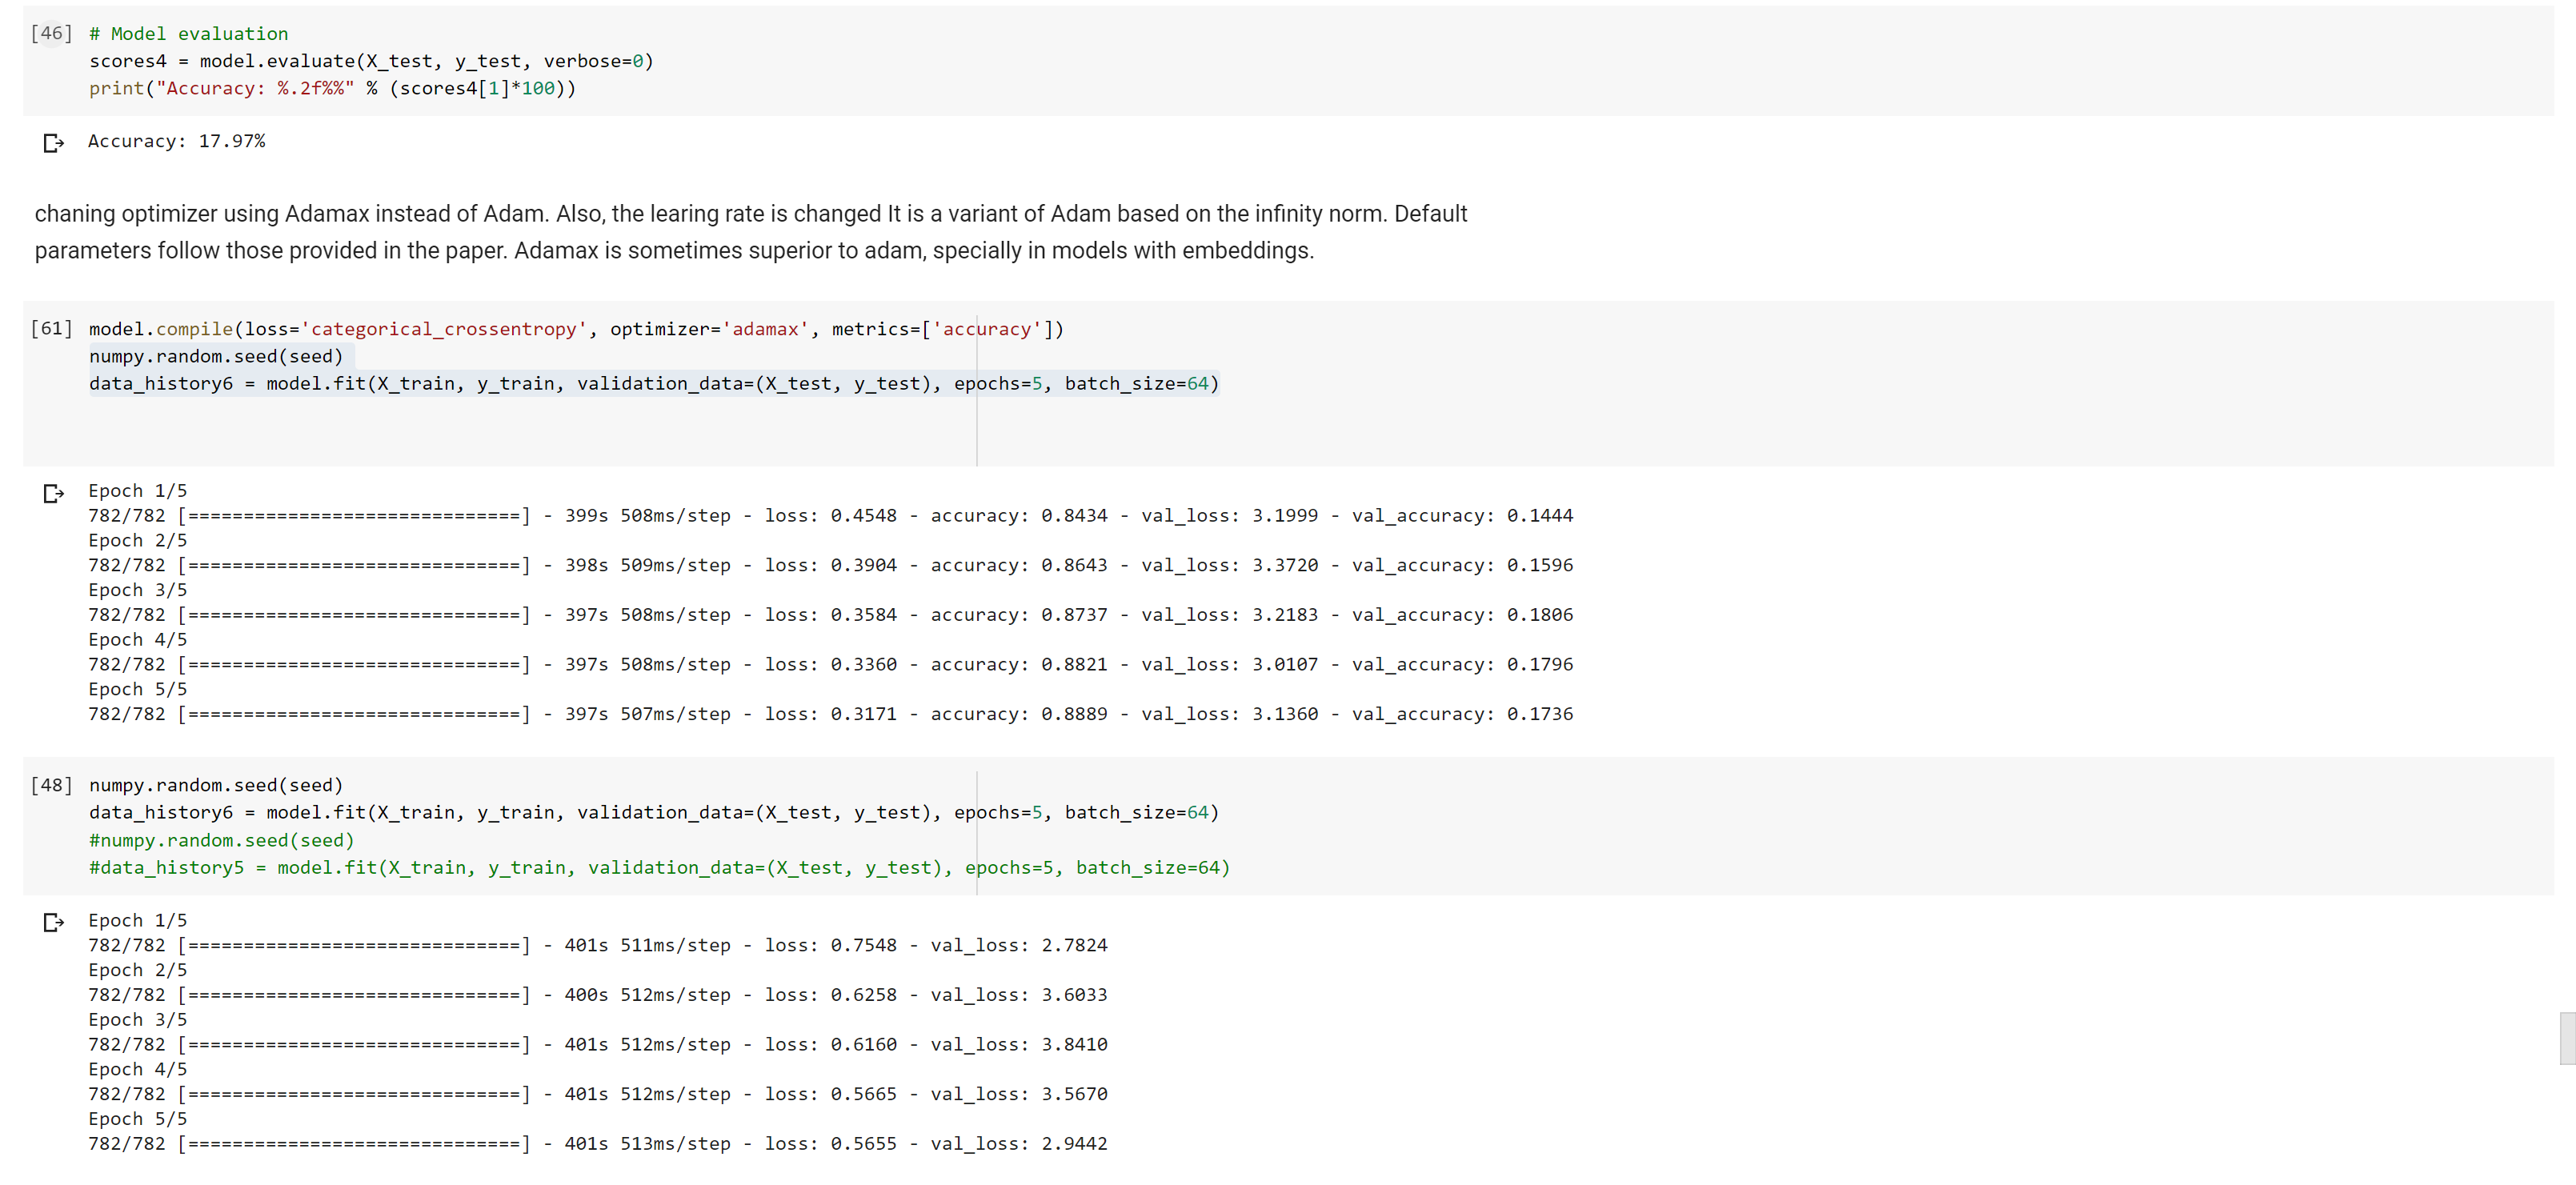 [46] # Model evaluation
scores4 = model.evaluate(X_test, y_test, verbose=0)
print("Accuracy: %.2f%%" % (scores4[1]*100))
Accuracy: 17.97%
chaning optimizer using Adamax instead of Adam. Also, the learing rate is changed It is a variant of Adam based on the infinity norm. Default
parameters follow those provided in the paper. Adamax is sometimes superior to adam, specially in models with embeddings.
[61] model.compile(loss='categorical_crossentropy', optimizer='adamax', metrics=['accuracy'])
numpy.random.seed(seed)
data_history6 = model.fit(X_train, y_train, validation_data=(X_test, y_test), epochs=5, batch_size=64)
Epoch 1/5
782/782 [==============================] - 399s 508ms/step - loss: 0.4548 - accuracy: 0.8434 - val_loss: 3.1999 - val_accuracy: 0.1444
Epoch 2/5
782/782 [==============================] - 398s 509ms/step - loss: 0.3904 - accuracy: 0.8643 - val_loss: 3.3720 - val_accuracy: 0.1596
Epoch 3/5
782/782 [==============================] - 397s 508ms/step - loss: 0.3584 - accuracy: 0.8737 - val_loss: 3.2183 - val_accuracy: 0.1806
Epoch 4/5
782/782 [==============================] - 397s 508ms/step - loss: 0.3360 - accuracy: 0.8821 - val_loss: 3.0107 - val_accuracy: 0.1796
Epoch 5/5
782/782 [==============================] - 397s 507ms/step - loss: 0.3171 - accuracy: 0.8889 - val_loss: 3.1360 - val_accuracy: 0.1736
[48] numpy.random.seed(seed)
data_history6 = model.fit(X_train, y_train, validation_data=(X_test, y_test), epochs=5, batch_size=64)
#numpy.random.seed(seed)
#data_history5 = model.fit(X_train, y_train, validation_data=(X_test, y_test), epochs=5, batch_size=64)
Epoch 1/5
782/782 [==============================] - 401s 511ms/step - loss: 0.7548 - val_loss: 2.7824
Epoch 2/5
782/782 [==============================] - 400s 512ms/step - loss: 0.6258 - val_loss: 3.6033
Epoch 3/5
782/782 [==============================] - 401s 512ms/step - loss: 0.6160 - val_loss: 3.8410
Epoch 4/5
782/782 [==============================] - 401s 512ms/step - loss: 0.5665 - val_loss: 3.5670
Epoch 5/5
782/782 [==============================] - 401s 513ms/step - loss: 0.5655 - val_loss: 2.9442